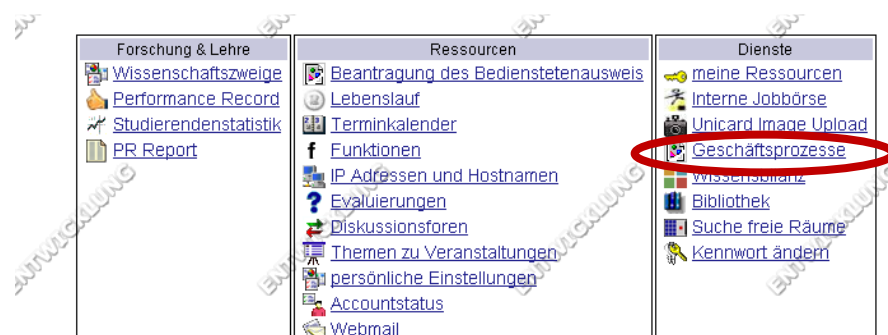 Forschung & Lehre
Wissenschaftszweige
Performance Record
Studierendenstatistik
PR Report
Ressourcen
Beantragung des Bedienstetenausweis
Lebenslauf
Terminkalender
Funktionen
IP Adressen und Hostnamen
Evaluierungen
Diskussionsforen
Themen zu Veranstaltungen
persönliche Einstellungen
Accountstatus
Webmail
Dienste
meine Ressourcen
Interne Jobbörse
Unicard Image Upload
Geschäftsprozesse
Wissensbilanz
Bibliothek
Suche freie Räume
Kennwort ändern
ENTWICKLUNG
ENTWICKLUNG
ENTWICKLUNG
ENTWICKLUNG
ENTWICKLUNG